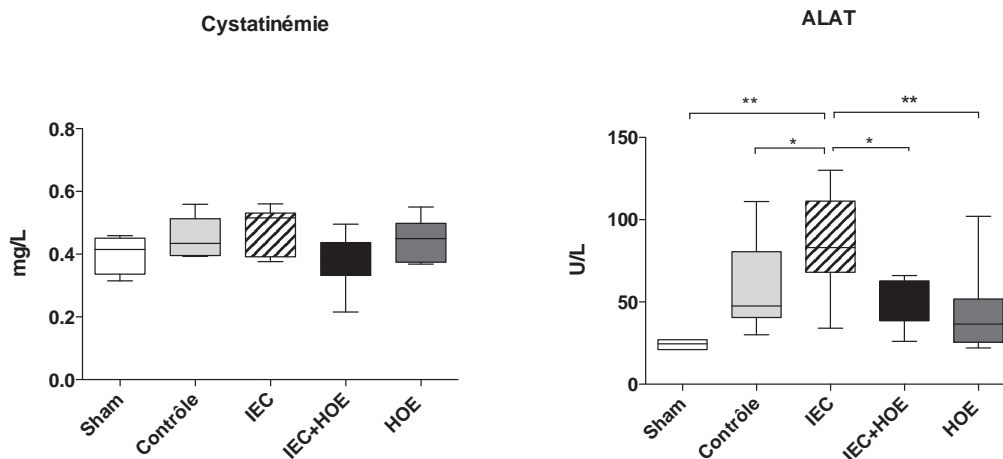 Cystatinémie
mg/L
0.8
0.6
0.4
0.2
0.0
Sham
Contrôle
IEC
IEC+HOE
HOE
ALAT
U/L
150
100
50
0
** **
* *
Sham
Contrôle
IEC
IEC+HOE
HOE